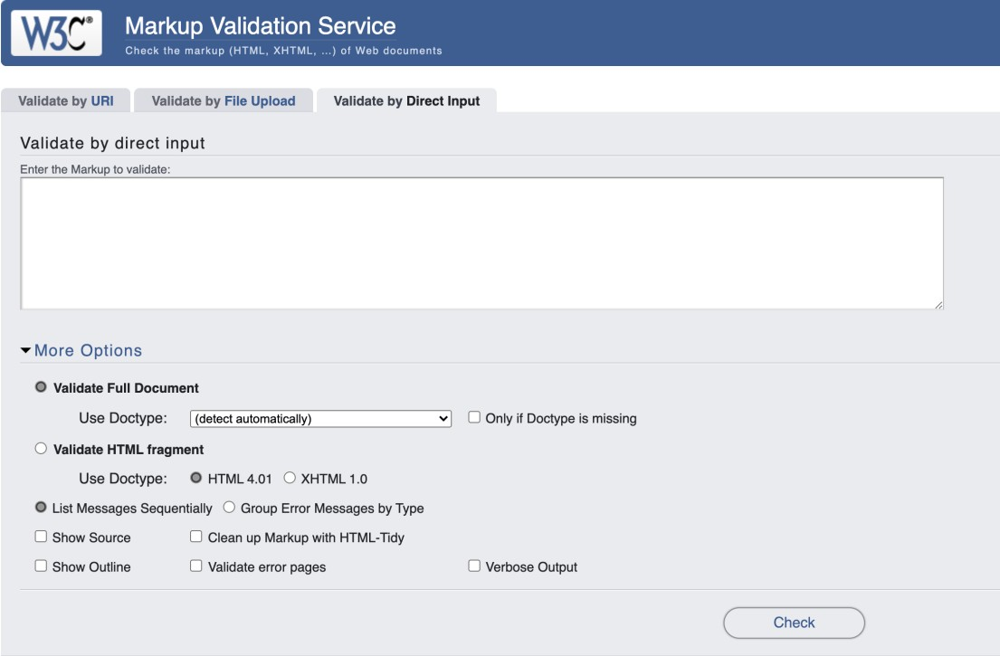 W3C®
Markup Validation Service
Check the markup (HTML, XHTML, …) of Web documents
Validate by URI Validate by File Upload Validate by Direct Input
Validate by direct input
Enter the Markup to validate:
More Options
Validate Full Document
Use Doctype: (detect automatically) Only if Doctype is missing
Validate HTML fragment
Use Doctype: HTML 4.01 XHTML 1.0
List Messages Sequentially Group Error Messages by Type
Show Source Clean up Markup with HTML-Tidy
Show Outline Validate error pages Verbose Output
Check